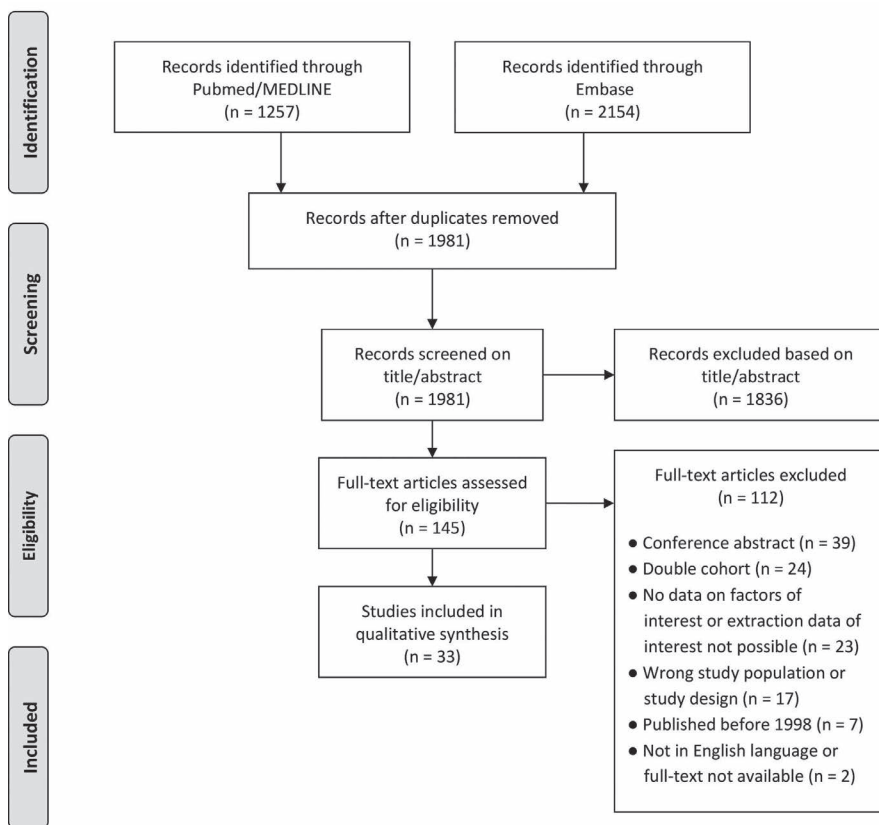 Identification
Records identified through
Pubmed/MEDLINE
(n = 1257)
Records identified through
Embase
(n = 2154)
Records after duplicates removed
(n = 1981)
Screening
Records screened on
title/abstract
(n = 1981)
Records excluded based on
title/abstract
(n = 1836)
Eligibility
Full-text articles assessed
for eligibility
(n = 145)
Full-text articles excluded
(n = 112)
● Conference abstract (n = 39)
● Double cohort (n = 24)
● No data on factors of
interest or extraction data of
interest not possible (n = 23)
● Wrong study population or
study design (n = 17)
● Published before 1998 (n = 7)
● Not in English language or
full-text not available (n = 2)
Studies included in
qualitative synthesis
(n = 33)
Included